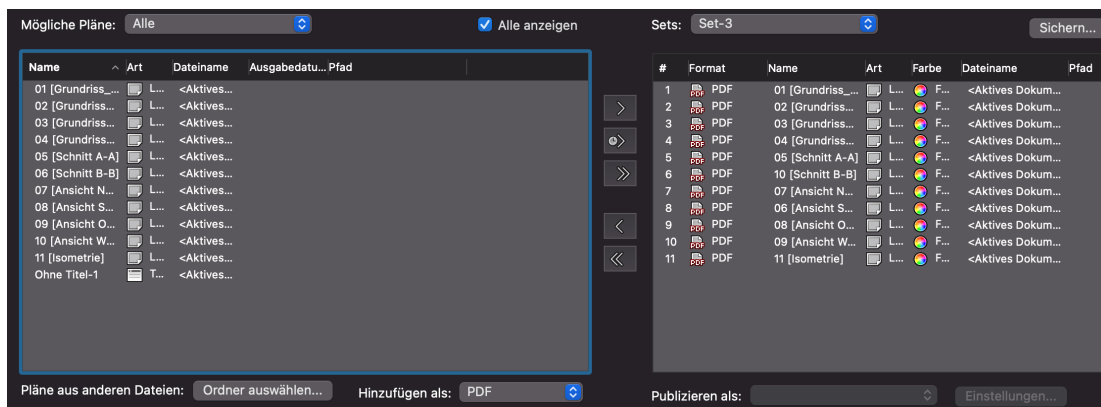 Mögliche Pläne: Alle Alle anzeigen Sets: Set-3 Sichern...
Name Art Dateiname Ausgabedatu... Pfad
01 [Grundriss_... L... <Aktives...
02 [Grundriss... L... <Aktives...
03 [Grundriss... L... <Aktives...
04 [Grundriss... L... <Aktives...
05 [Schnitt A-A] L... <Aktives...
06 [Schnitt B-B] L... <Aktives...
07 [Ansicht N... L... <Aktives...
08 [Ansicht S... L... <Aktives...
09 [Ansicht O... L... <Aktives...
10 [Ansicht W... L... <Aktives...
11 [Isometrie] L... <Aktives...
Ohne Titel-1 T... <Aktives...
# Format Name Art Farbe Dateiname Pfad
1 PDF 01 [Grundriss_... L... F... <Aktives Dokum...
2 PDF 02 [Grundriss... L... F... <Aktives Dokum...
3 PDF 03 [Grundriss... L... F... <Aktives Dokum...
4 PDF 04 [Grundriss... L... F... <Aktives Dokum...
5 PDF 05 [Schnitt A-A] L... F... <Aktives Dokum...
6 PDF 10 [Schnitt B-B] L... F... <Aktives Dokum...
7 PDF 07 [Ansicht N... L... F... <Aktives Dokum...
8 PDF 06 [Ansicht S... L... F... <Aktives Dokum...
9 PDF 08 [Ansicht O... L... F... <Aktives Dokum...
10 PDF 09 [Ansicht W... L... F... <Aktives Dokum...
11 PDF 11 [Isometrie] L... F... <Aktives Dokum...
Pläne aus anderen Dateien: Ordner auswählen... Hinzufügen als: PDF
Publizieren als: Einstellungen...